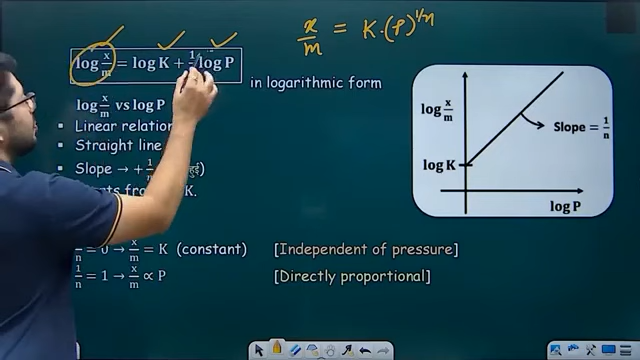 x/m = K·(P)^1/n
log x/m = log K + 1/n log P
in logarithmic form
log x/m vs log P
Linear relation
Straight line
Slope → + 1/n हुई)
K.
= 0 → x/m = K (constant) [Independent of pressure]
1/n = 1 → x/m ∝ P [Directly proportional]
log x/m
Slope = 1/n
log K
log P